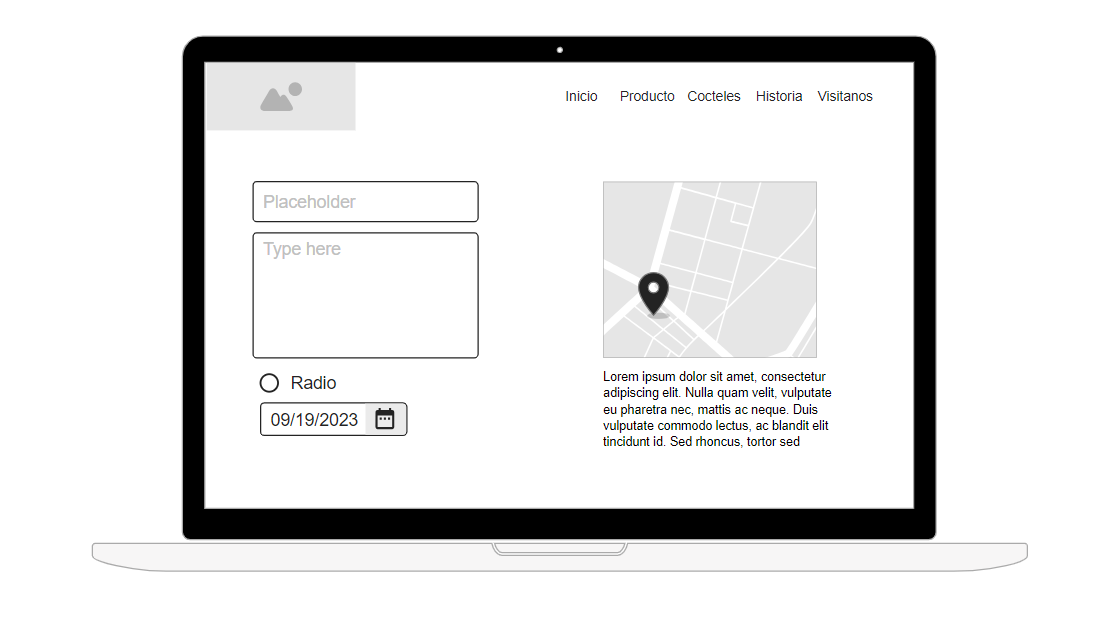 Inicio Producto Cocteles Historia Visitanos
Placeholder
Type here
Radio
09/19/2023
Lorem ipsum dolor sit amet, consectetur
adipiscing elit. Nulla quam velit, vulputate
eu pharetra nec, mattis ac neque. Duis
vulputate commodo lectus, ac blandit elit
tincidunt id. Sed rhoncus, tortor sed